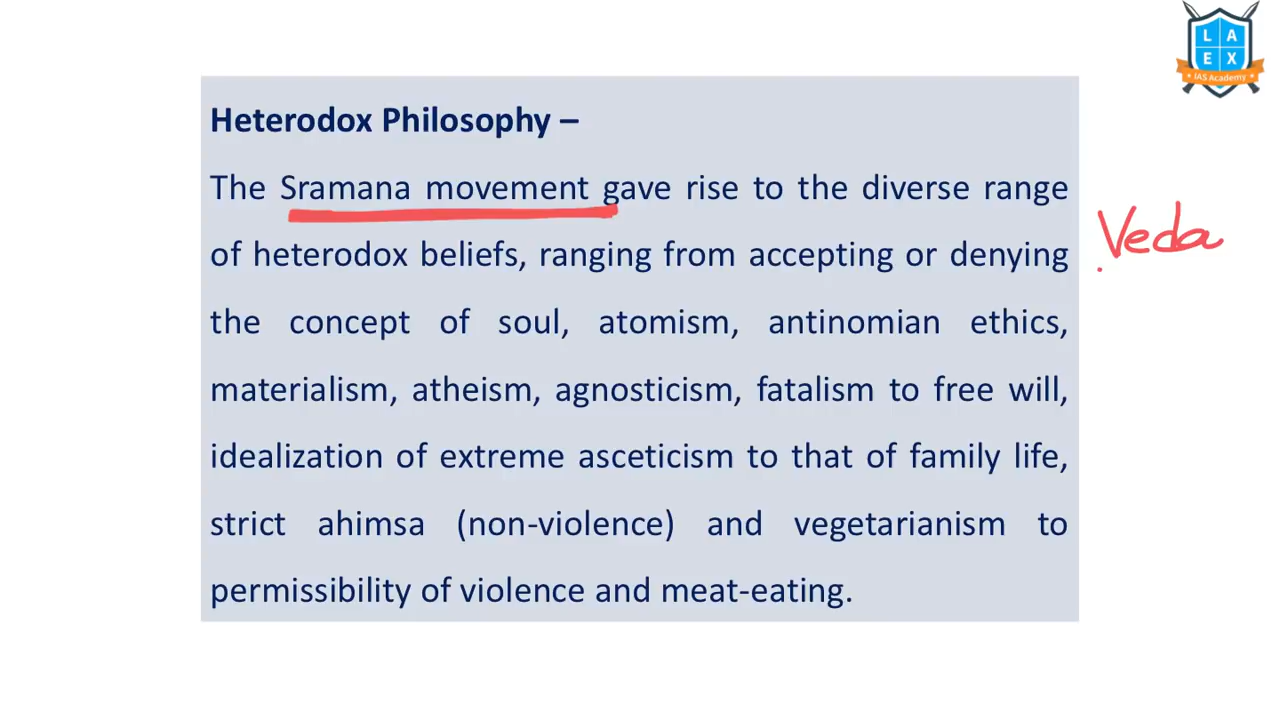 L A
E X
IAS Academy
Heterodox Philosophy –
The Sramana movement gave rise to the diverse range
of heterodox beliefs, ranging from accepting or denying
Veda
the concept of soul, atomism, antinomian ethics,
materialism, atheism, agnosticism, fatalism to free will,
idealization of extreme asceticism to that of family life,
strict ahimsa (non-violence) and vegetarianism to
permissibility of violence and meat-eating.